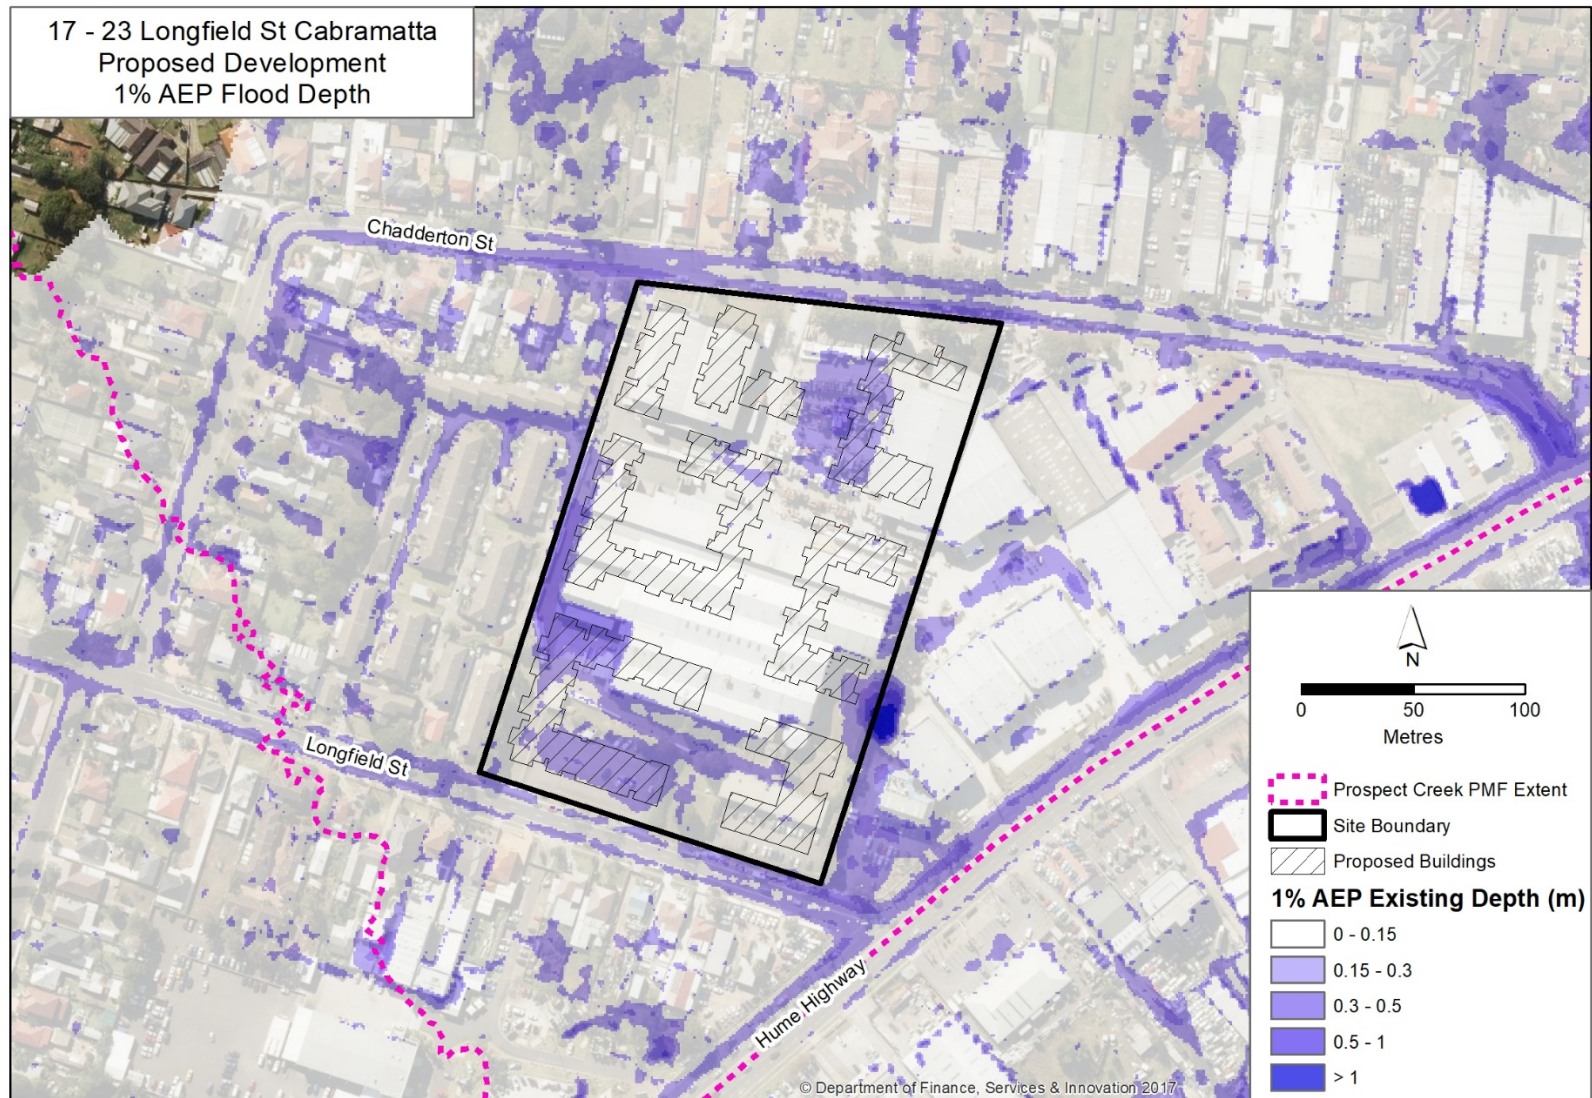 17 - 23 Longfield St Cabramatta
Proposed Development
1% AEP Flood Depth
Chadderton St
Longfield St
Hume Highway
N
0 50 100
Metres
Prospect Creek PMF Extent
Site Boundary
Proposed Buildings
1% AEP Existing Depth (m)
0 - 0.15
0.15 - 0.3
0.3 - 0.5
0.5 - 1
> 1
© Department of Finance, Services & Innovation 2017